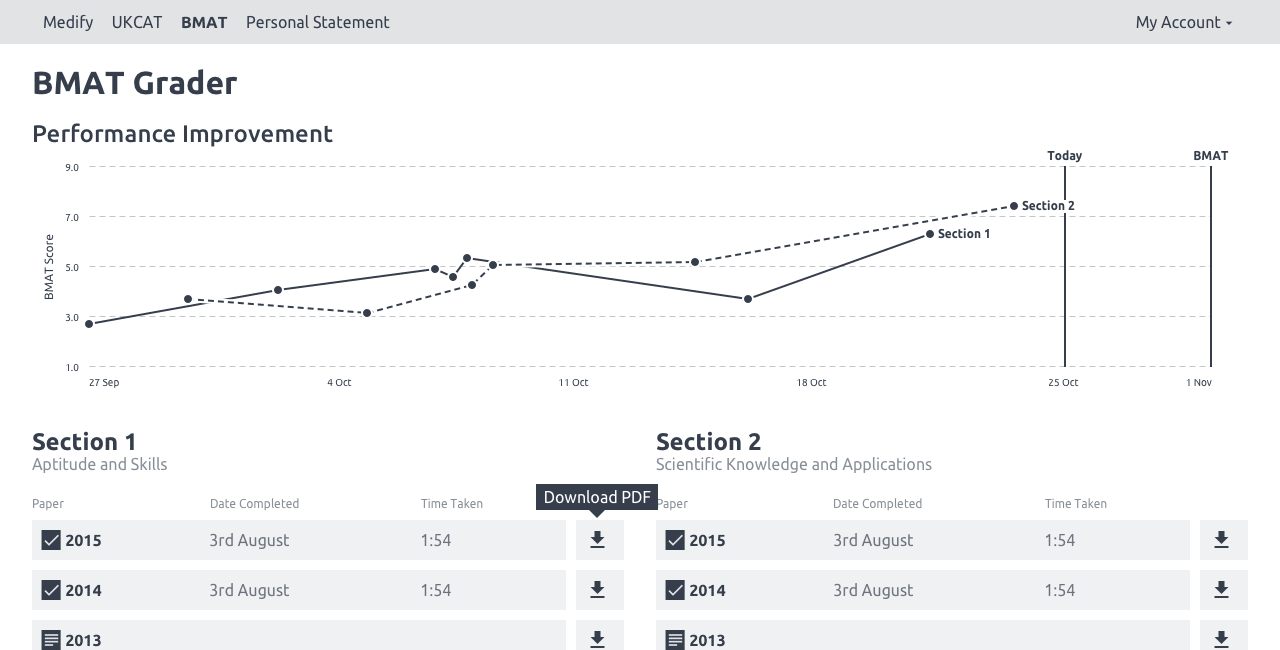 Medify UKCAT BMAT Personal Statement My Account
BMAT Grader
Performance Improvement
Today BMAT
9.0
7.0
5.0
3.0
1.0
BMAT Score
Section 2
Section 1
27 Sep 4 Oct 11 Oct 18 Oct 25 Oct 1 Nov
Section 1
Aptitude and Skills
Paper Date Completed Time Taken
Download PDF
2015 3rd August 1:54
2014 3rd August 1:54
2013
Section 2
Scientific Knowledge and Applications
Paper Date Completed Time Taken
2015 3rd August 1:54
2014 3rd August 1:54
2013